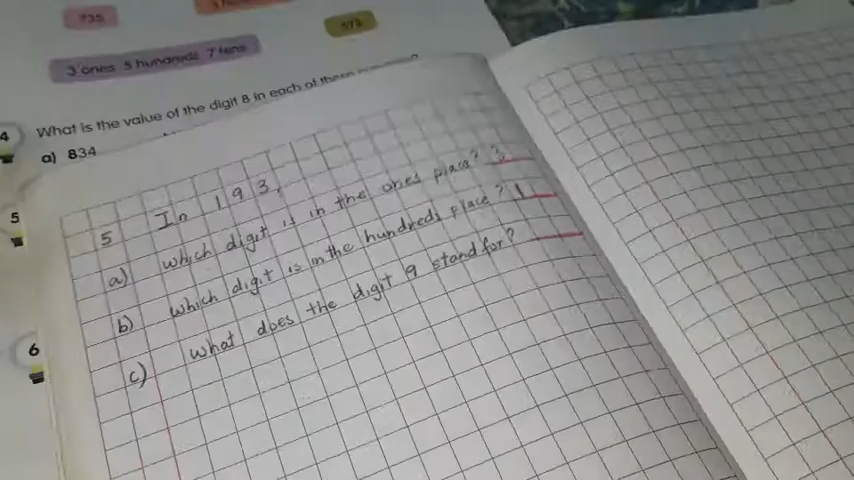 735
573
3 ones 5 hundreds 7 tens
4 What is the value of the digit 8 in each of these
a) 834
5
6
5 In 193,
a) which digit is in the ones place? 3
b) which digit is in the hundreds place? 1
c) What does the digit 9 stand for?